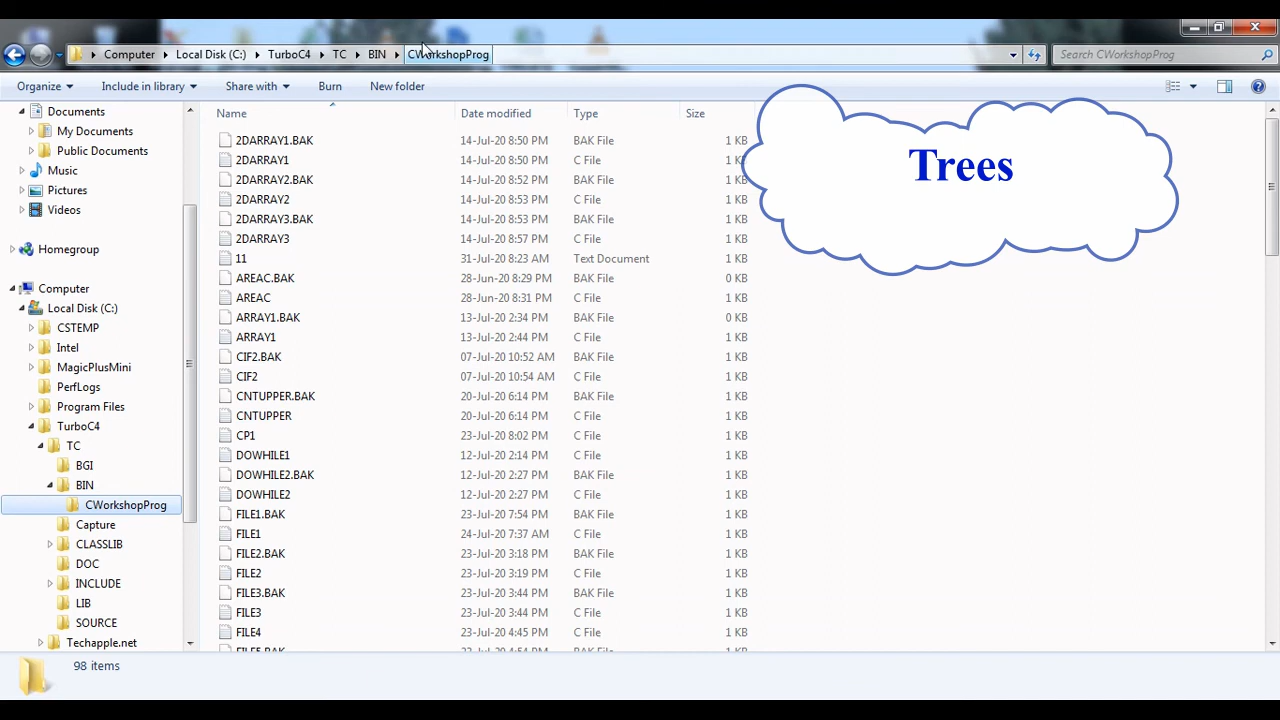 Computer Local Disk (C:) TurboC4 TC BIN CWorkshopProg Search CWorkshopProg
Organize Include in library Share with Burn New folder
Documents
My Documents
Public Documents
Music
Pictures
Videos
Homegroup
Computer
Local Disk (C:)
CSTEMP
Intel
MagicPlusMini
PerfLogs
Program Files
TurboC4
TC
BGI
BIN
CWorkshopProg
Capture
CLASSLIB
DOC
INCLUDE
LIB
SOURCE
Techapple.net
Name Date modified Type Size
2DARRAY1.BAK 14-Jul-20 8:50 PM BAK File 1 KB
2DARRAY1 14-Jul-20 8:50 PM C File 1 KB
2DARRAY2.BAK 14-Jul-20 8:52 PM BAK File 1 KB
2DARRAY2 14-Jul-20 8:53 PM C File 1 KB
2DARRAY3.BAK 14-Jul-20 8:53 PM BAK File 1 KB
2DARRAY3 14-Jul-20 8:57 PM C File 1 KB
11 31-Jul-20 8:23 AM Text Document 1 KB
AREAC.BAK 28-Jun-20 8:29 PM BAK File 0 KB
AREAC 28-Jun-20 8:31 PM C File 1 KB
ARRAY1.BAK 13-Jul-20 2:34 PM BAK File 0 KB
ARRAY1 13-Jul-20 2:44 PM C File 1 KB
CIF2.BAK 07-Jul-20 10:52 AM BAK File 1 KB
CIF2 07-Jul-20 10:54 AM C File 1 KB
CNTUPPER.BAK 20-Jul-20 6:14 PM BAK File 1 KB
CNTUPPER 20-Jul-20 6:14 PM C File 1 KB
CP1 23-Jul-20 8:02 PM C File 1 KB
DOWHILE1 12-Jul-20 2:14 PM C File 1 KB
DOWHILE2.BAK 12-Jul-20 2:27 PM BAK File 1 KB
DOWHILE2 12-Jul-20 2:27 PM C File 1 KB
FILE1.BAK 23-Jul-20 7:54 PM BAK File 1 KB
FILE1 24-Jul-20 7:37 AM C File 1 KB
FILE2.BAK 23-Jul-20 3:18 PM BAK File 1 KB
FILE2 23-Jul-20 3:19 PM C File 1 KB
FILE3.BAK 23-Jul-20 3:44 PM BAK File 1 KB
FILE3 23-Jul-20 3:44 PM C File 1 KB
FILE4 23-Jul-20 4:45 PM C File 1 KB
Trees
98 items